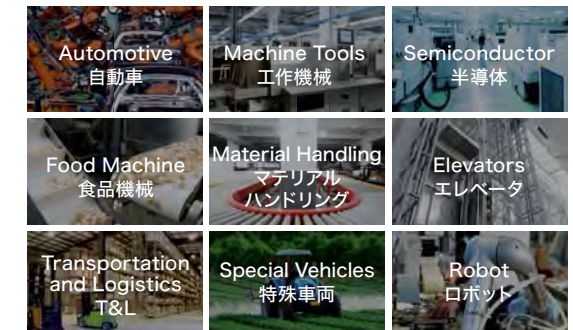 Automotive
自動車
Machine Tools
工作機械
Semiconductor
半導体
Food Machine
食品機械
Material Handling
マテリアル
ハンドリング
Elevators
エレベータ
Transportation
and Logistics
T&L
Special Vehicles
特殊車両
Robot
ロボット